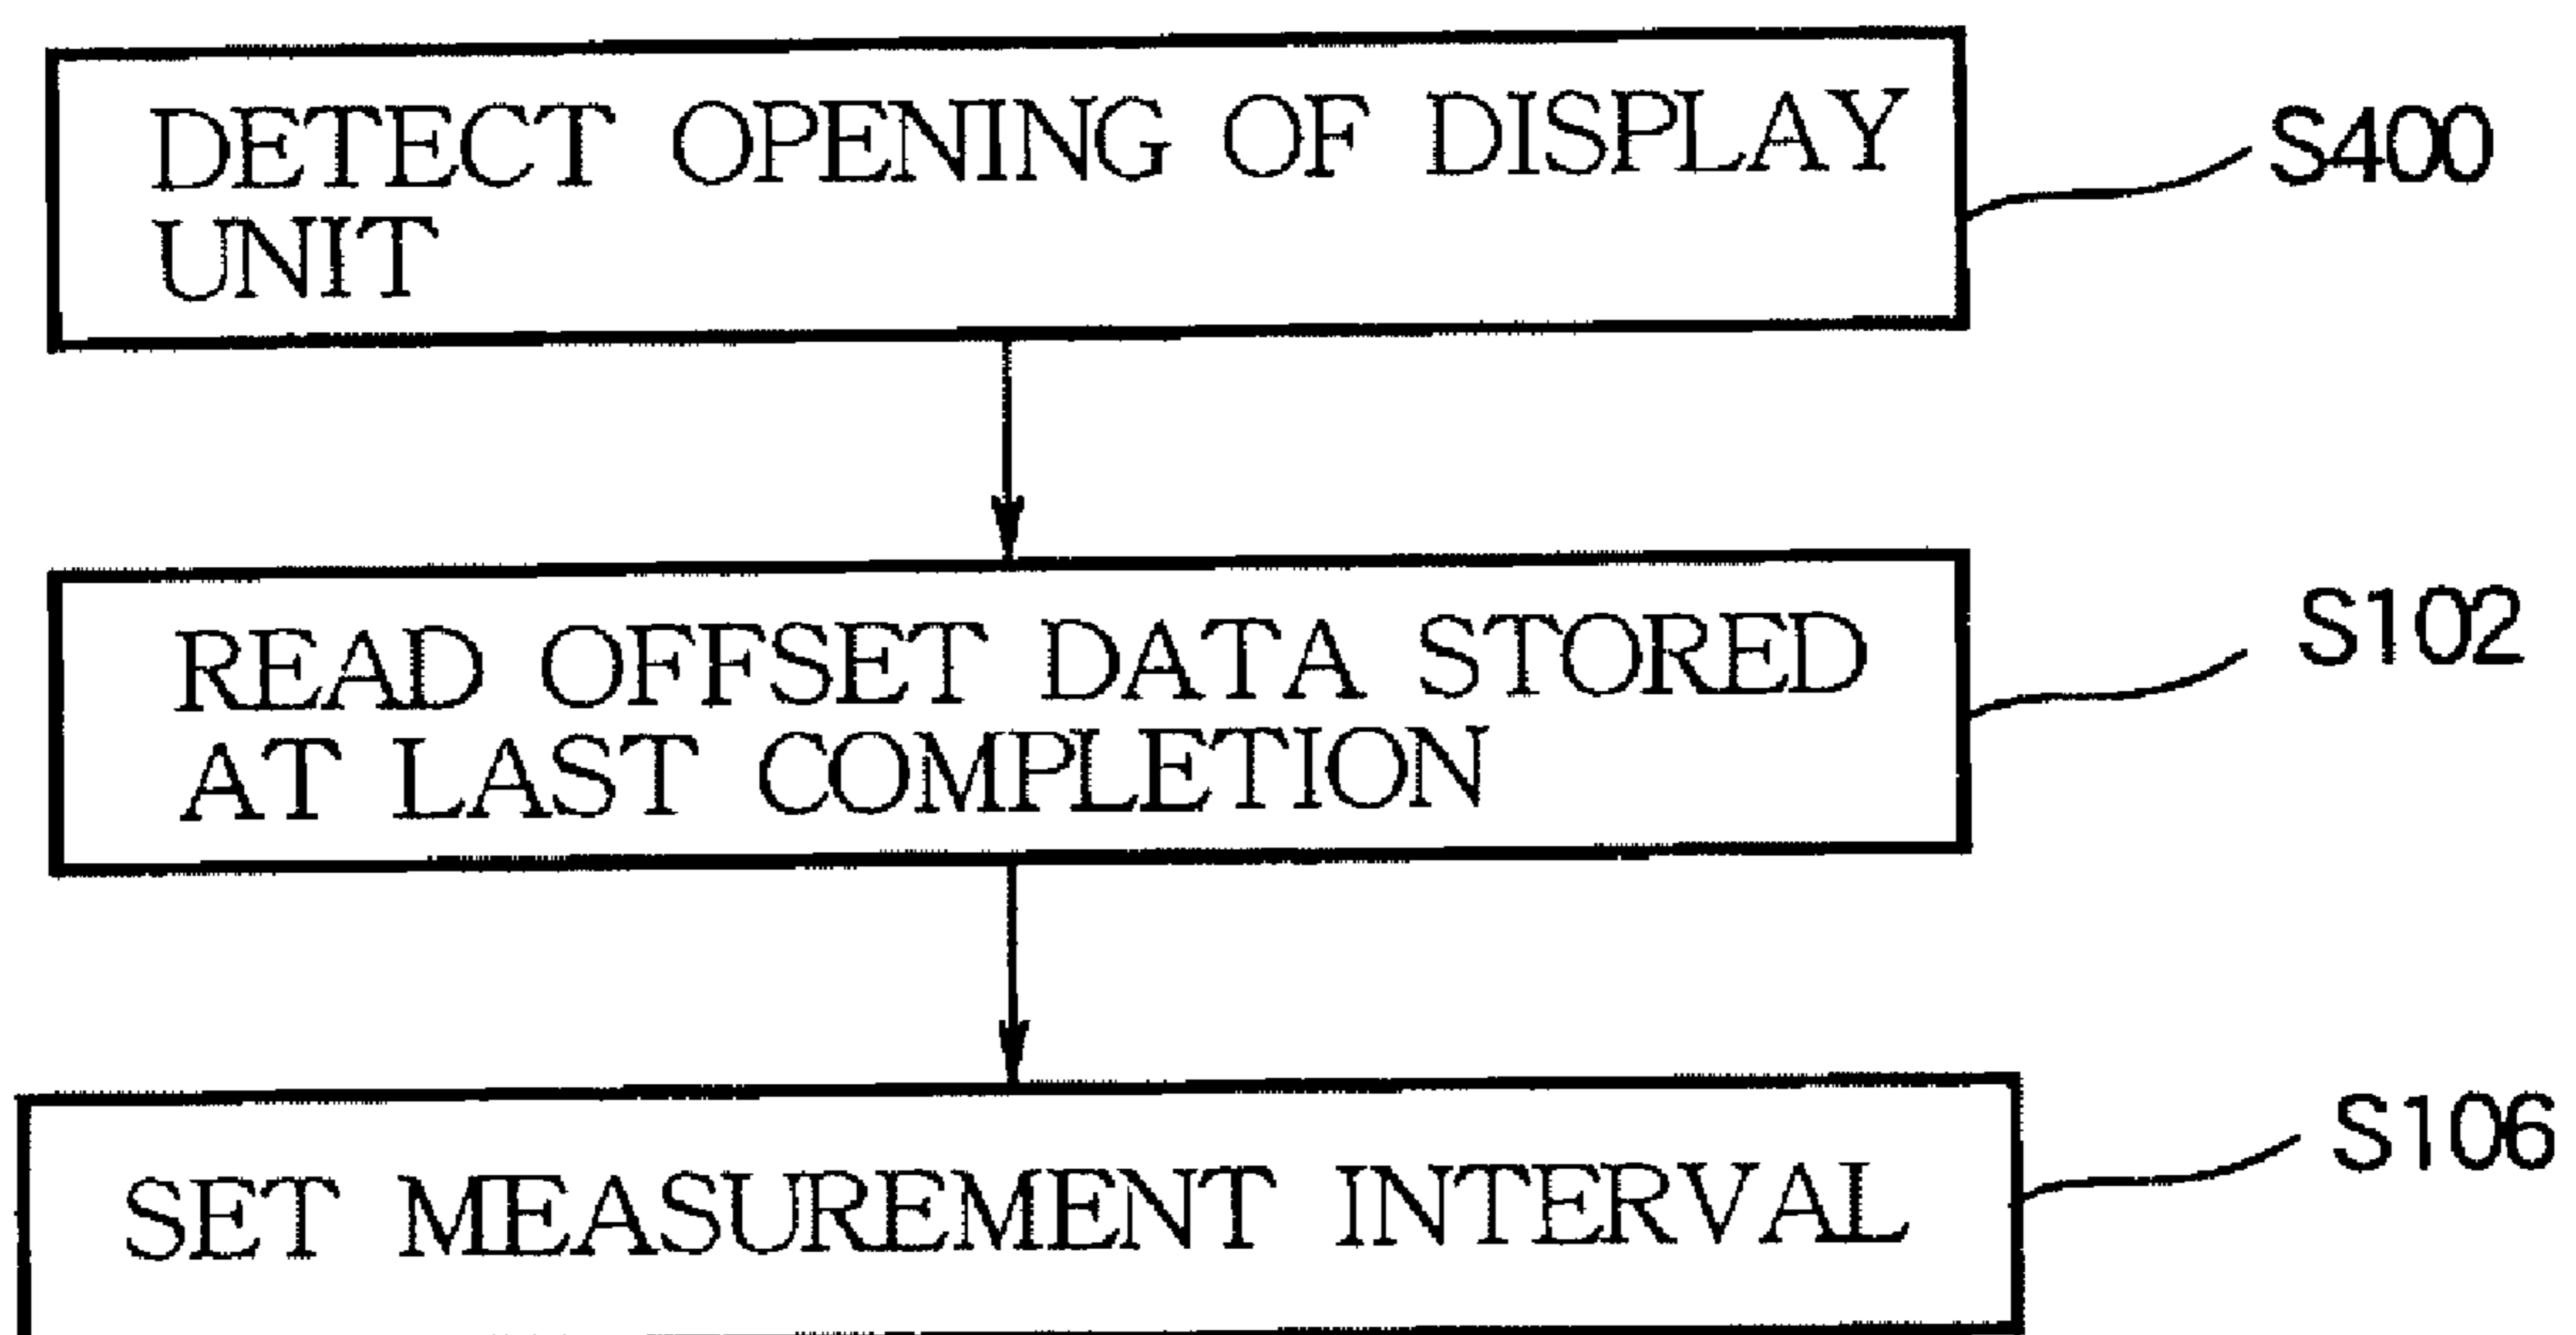 DETECT OPENING OF DISPLAY
UNIT
S400
READ OFFSET DATA STORED
AT LAST COMPLETION
S102
SET MEASUREMENT INTERVAL
S106